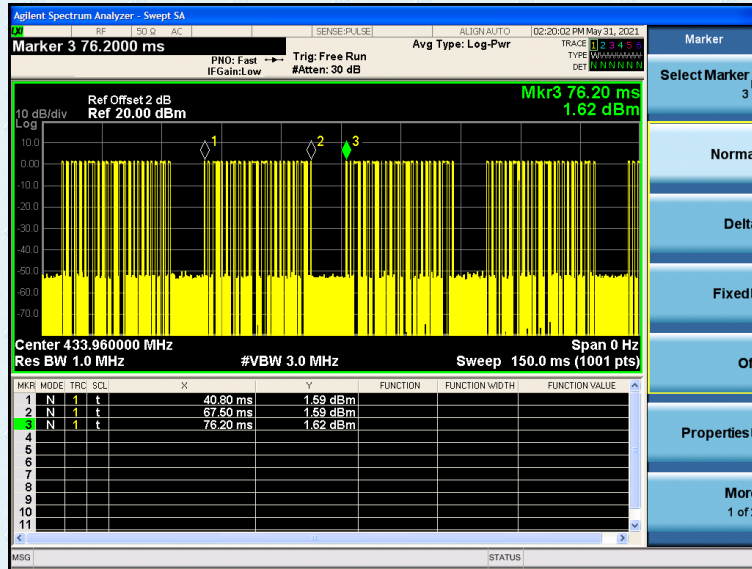 Agilent Spectrum Analyzer - Swept SA
LXI RF 50 Ω AC SENSE:PULSE ALIGN AUTO 02:20:02 PM May 31, 2021
Marker 3 76.2000 ms
PNO: Fast
IFGain:Low
Trig: Free Run
#Atten: 30 dB
Avg Type: Log-Pwr
TRACE 1 2 3 4 5 6
TYPE
DET N N N N N N
Mkr3 76.20 ms
1.62 dBm
10 dB/div
Log
Ref Offset 2 dB
Ref 20.00 dBm
1 2 3
10.0
0.00
-10.0
-20.0
-30.0
-40.0
-50.0
-60.0
-70.0
Center 433.960000 MHz Span 0 Hz
Res BW 1.0 MHz #VBW 3.0 MHz Sweep 150.0 ms (1001 pts)
MKR MODE TRC SCL X Y FUNCTION FUNCTION WIDTH FUNCTION VALUE
1 N 1 t 40.80 ms 1.59 dBm
2 N 1 t 67.50 ms 1.59 dBm
3 N 1 t 76.20 ms 1.62 dBm
4
5
6
7
8
9
10
11
MSG STATUS
Marker
Select Marker
3
Norma
Delta
Fixed
Of
Properties
More
1 of